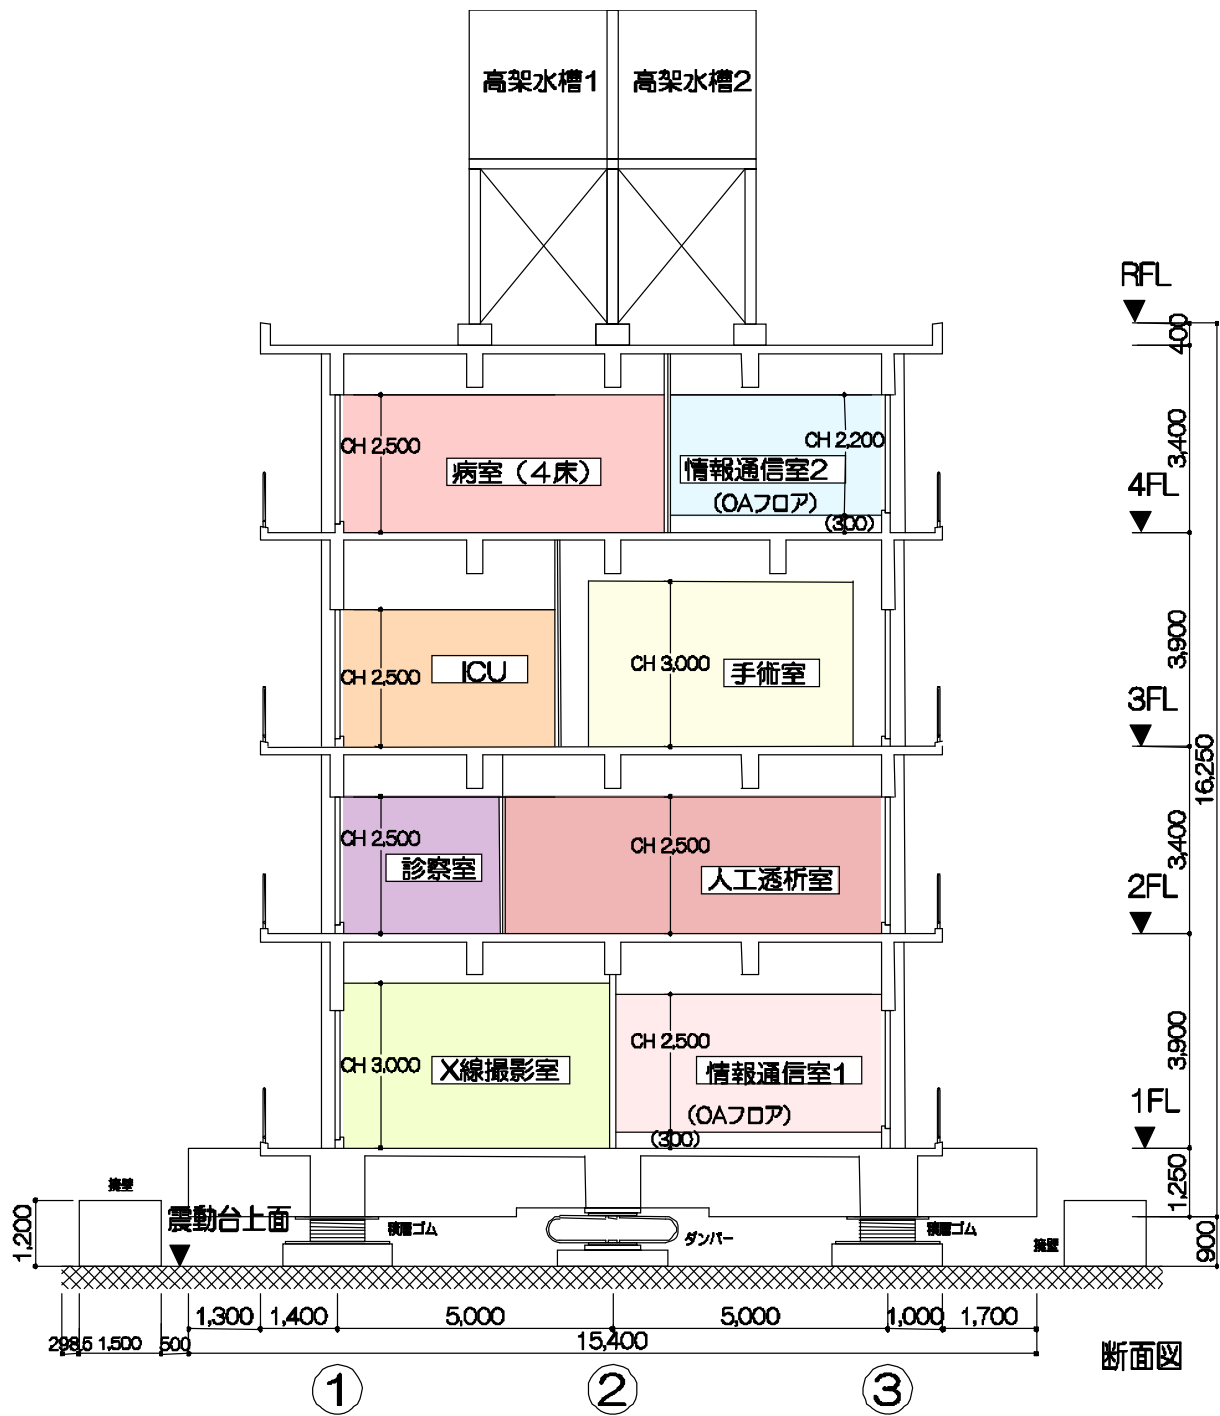 高架水槽1 高架水槽2
RFL
400
CH 2,500
CH 2,200
3,400
病室（4床）
情報通信室2
(OAフロア)
(300)
4FL
3,900
CH 2,500
ICU
CH 3,000
手術室
3FL
16,250
CH 2,500
診察室
CH 2,500
人工透析室
3,400
2FL
CH 3,000
X線撮影室
CH 2,500
情報通信室1
(OAフロア)
(300)
3,900
1FL
1,250
擁壁
1,200
震動台上面
積層ゴム
ダンパー
積層ゴム
擁壁
900
1,300 1,400 5,000 5,000 1,000 1,700
298.5 1,500 500 15,400
断面図
1 2 3